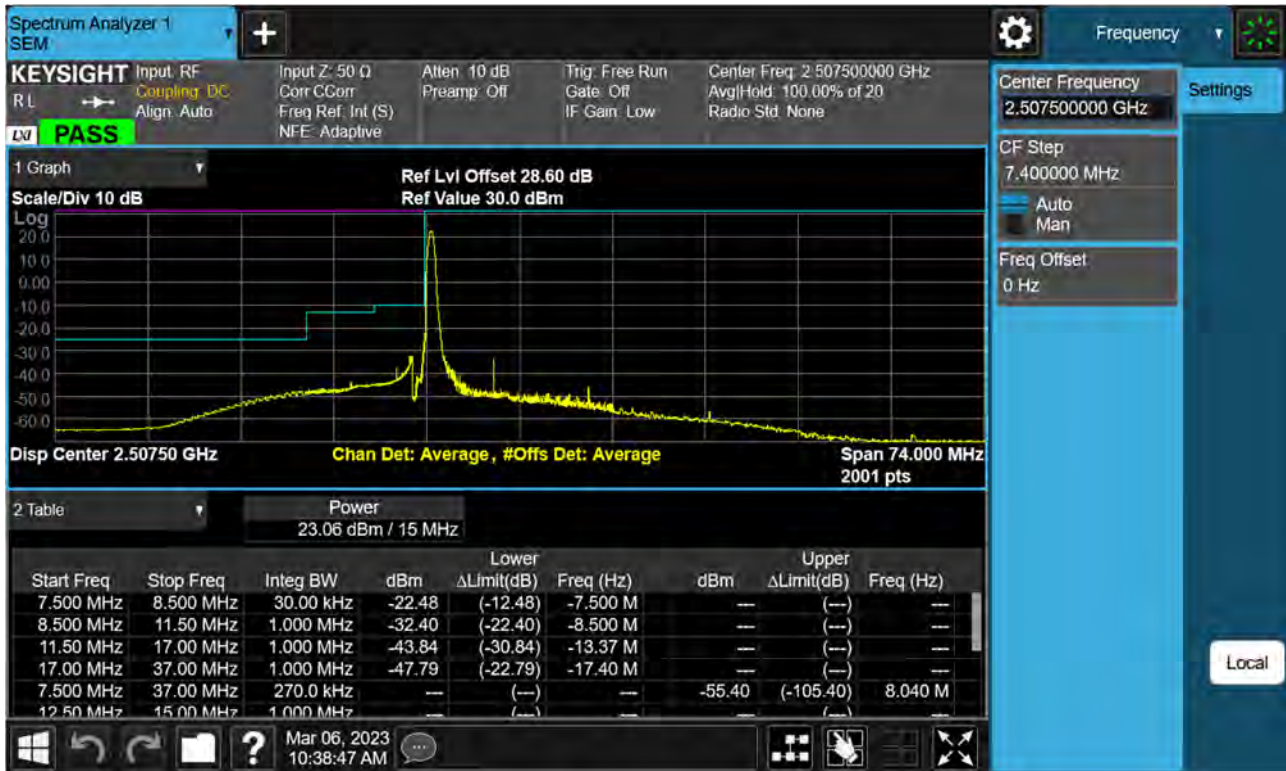 Spectrum Analyzer 1
SEM
+
Frequency
KEYSIGHT
R L
LXI PASS
Input: RF
Coupling: DC
Align: Auto
Input Z: 50 Ω
Corr CCorr
Freq Ref: Int (S)
NFE: Adaptive
Atten: 10 dB
Preamp: Off
Trig: Free Run
Gate: Off
IF Gain: Low
Center Freq: 2.507500000 GHz
Avg|Hold: 100.00% of 20
Radio Std: None
Center Frequency
2.507500000 GHz
Settings
CF Step
7.400000 MHz
Auto
Man
Freq Offset
0 Hz
Local
1 Graph
Scale/Div 10 dB
Ref Lvl Offset 28.60 dB
Ref Value 30.0 dBm
Log
20.0
10.0
0.00
-10.0
-20.0
-30.0
-40.0
-50.0
-60.0
Disp Center 2.50750 GHz
Chan Det: Average, #Offs Det: Average
Span 74.000 MHz
2001 pts
2 Table
Power
23.06 dBm / 15 MHz
Lower Upper
Start Freq Stop Freq Integ BW dBm ΔLimit(dB) Freq (Hz) dBm ΔLimit(dB) Freq (Hz)
7.500 MHz 8.500 MHz 30.00 kHz -22.48 (-12.48) -7.500 M --- (---) ---
8.500 MHz 11.50 MHz 1.000 MHz -32.40 (-22.40) -8.500 M --- (---) ---
11.50 MHz 17.00 MHz 1.000 MHz -43.84 (-30.84) -13.37 M --- (---) ---
17.00 MHz 37.00 MHz 1.000 MHz -47.79 (-22.79) -17.40 M --- (---) ---
7.500 MHz 37.00 MHz 270.0 kHz --- (---) --- -55.40 (-105.40) 8.040 M
12.50 MHz 15.00 MHz 1.000 MHz --- (---) --- --- (---) ---
?
Mar 06, 2023
10:38:47 AM